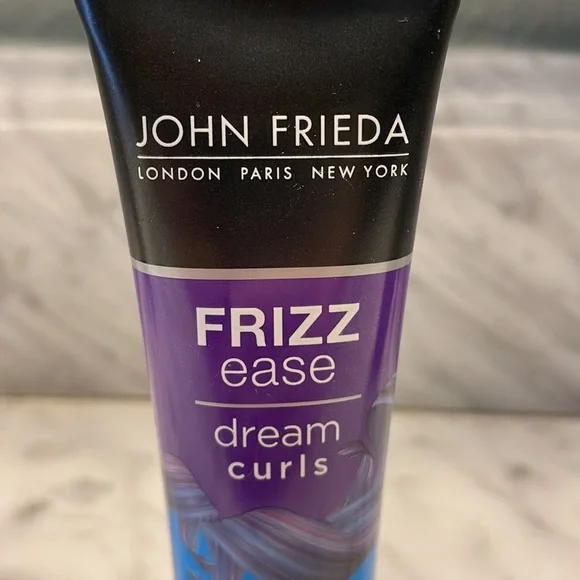 JOHN FRIEDA
LONDON PARIS NEW YORK
FRIZZ
ease
dream
curls